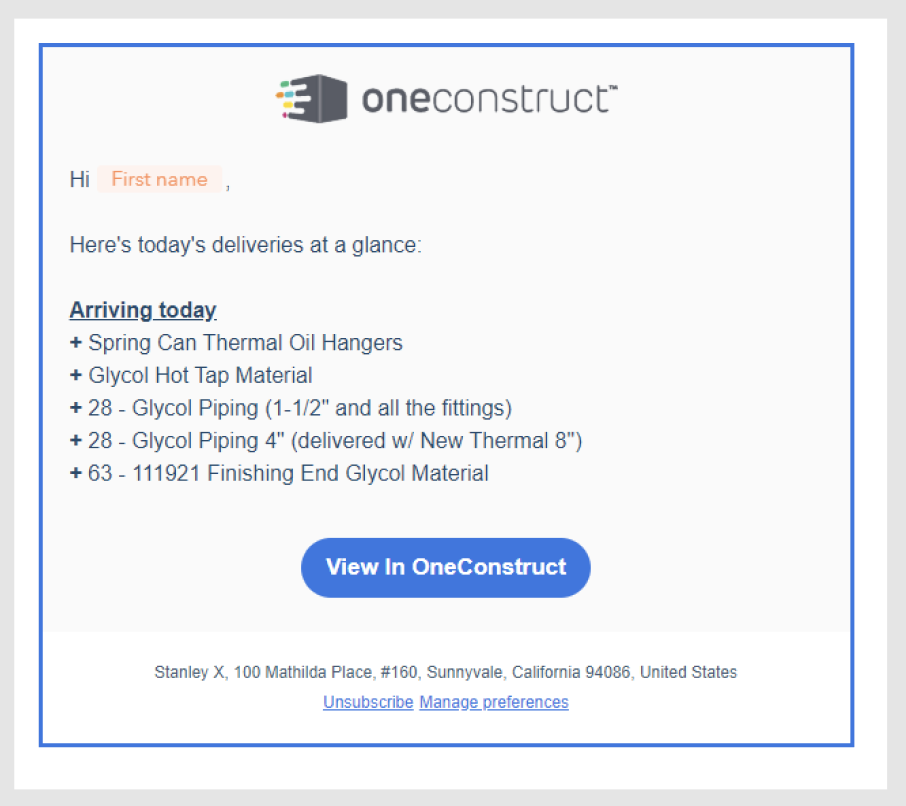 oneconstruct™
Hi First name ,
Here's today's deliveries at a glance:
Arriving today
+ Spring Can Thermal Oil Hangers
+ Glycol Hot Tap Material
+ 28 - Glycol Piping (1-1/2" and all the fittings)
+ 28 - Glycol Piping 4" (delivered w/ New Thermal 8")
+ 63 - 111921 Finishing End Glycol Material
View In OneConstruct
Stanley X, 100 Mathilda Place, #160, Sunnyvale, California 94086, United States
Unsubscribe Manage preferences